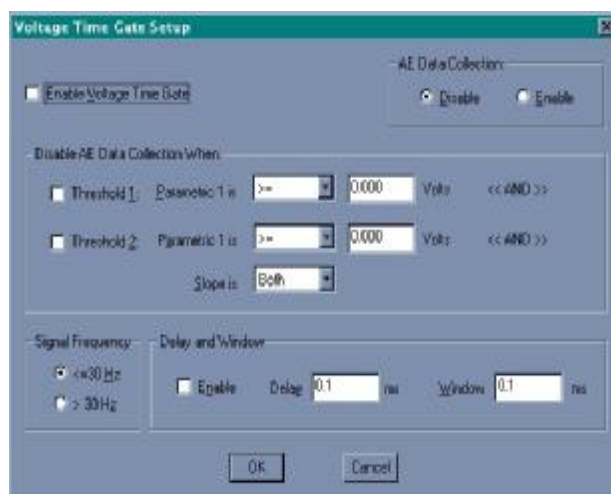 Voltage Time Gate Setup
AE Data Collection
Enable Voltage Time Gate
Disable
Enable
Disable AE Data Collection When:
Threshold 1: Parametric 1 is >= 0.000 Volts << AND >>
Threshold 2: Parametric 1 is >= 0.000 Volts << AND >>
Slope is Both
Signal Frequency
<=30 Hz
> 30 Hz
Delay and Window
Enable Delay 0.1 ms Window 0.1 ms
OK Cancel